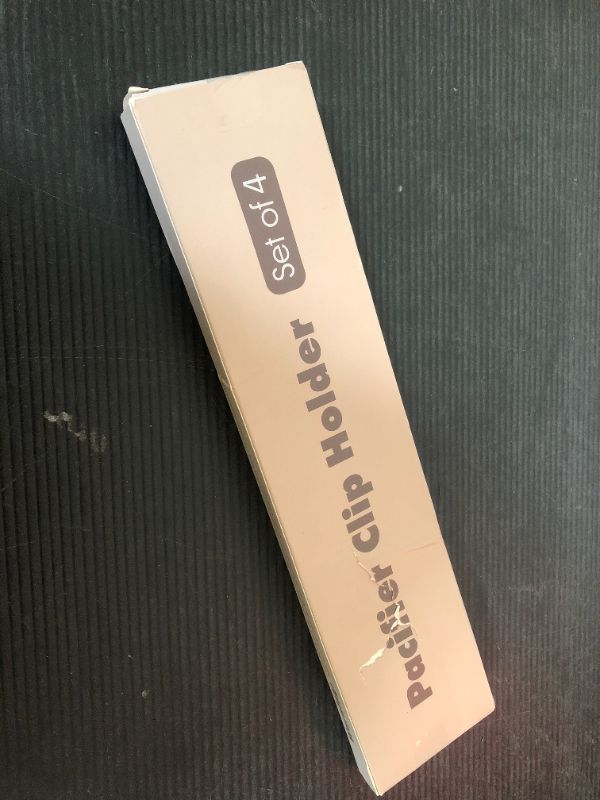 Pacifier Clip Holder
Set of 4